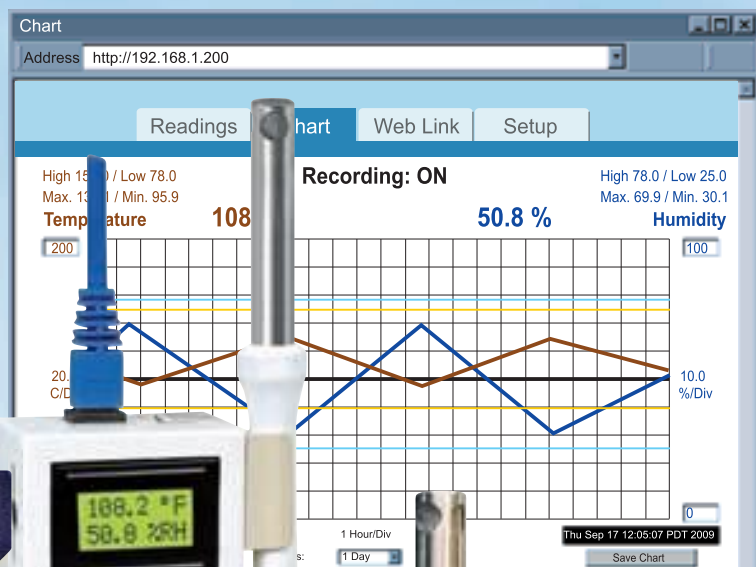 Chart
Address http://192.168.1.200
Readings hart Web Link Setup
High 15 0 / Low 78.0
Max. 13 1 / Min. 95.9
Temp ature 108
Recording: ON
50.8 %
High 78.0 / Low 25.0
Max. 69.9 / Min. 30.1
Humidity
200
100
20.
C/D
10.0
%/Div
0
108.2 °F
50.8 %RH
1 Hour/Div
s: 1 Day
Thu Sep 17 12:05:07 PDT 2009
Save Chart